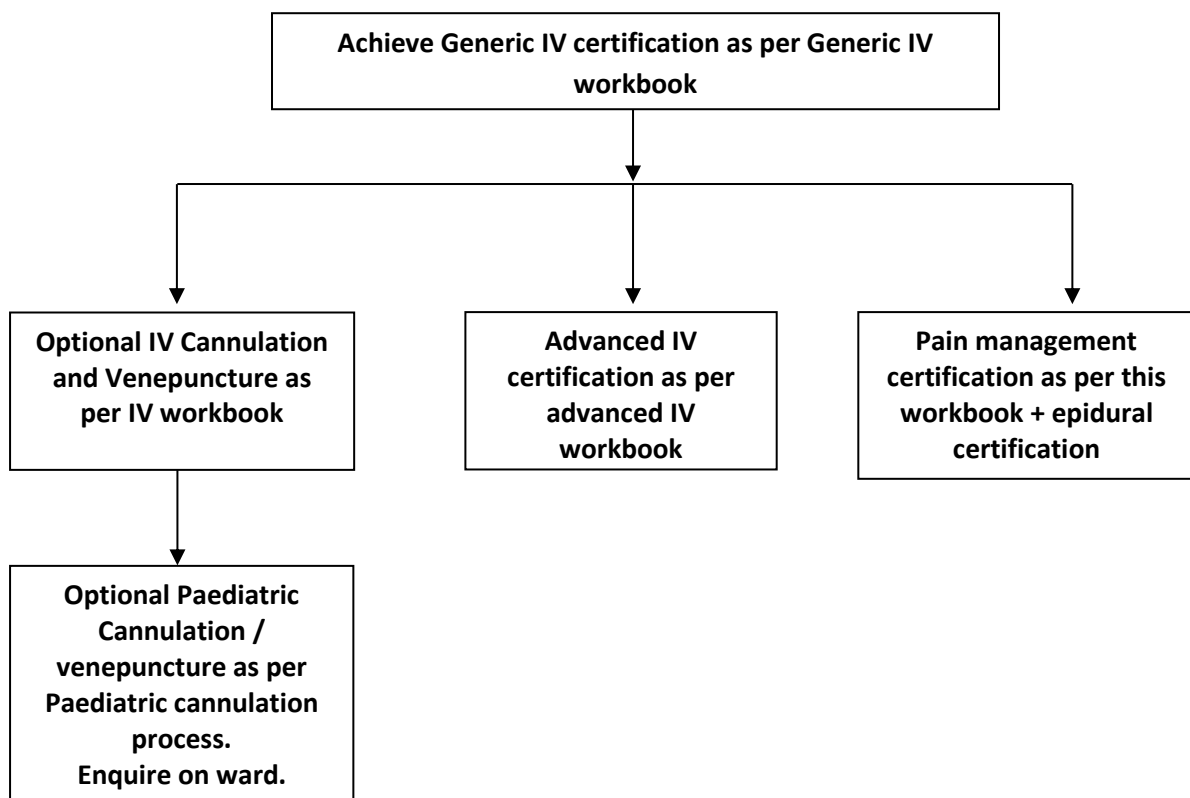 Achieve Generic IV certification as per Generic IV
workbook
Optional IV Cannulation
and Venepuncture as
per IV workbook
Advanced IV
certification as per
advanced IV
workbook
Pain management
certification as per this
workbook + epidural
certification
Optional Paediatric
Cannulation /
venepuncture as per
Paediatric cannulation
process.
Enquire on ward.